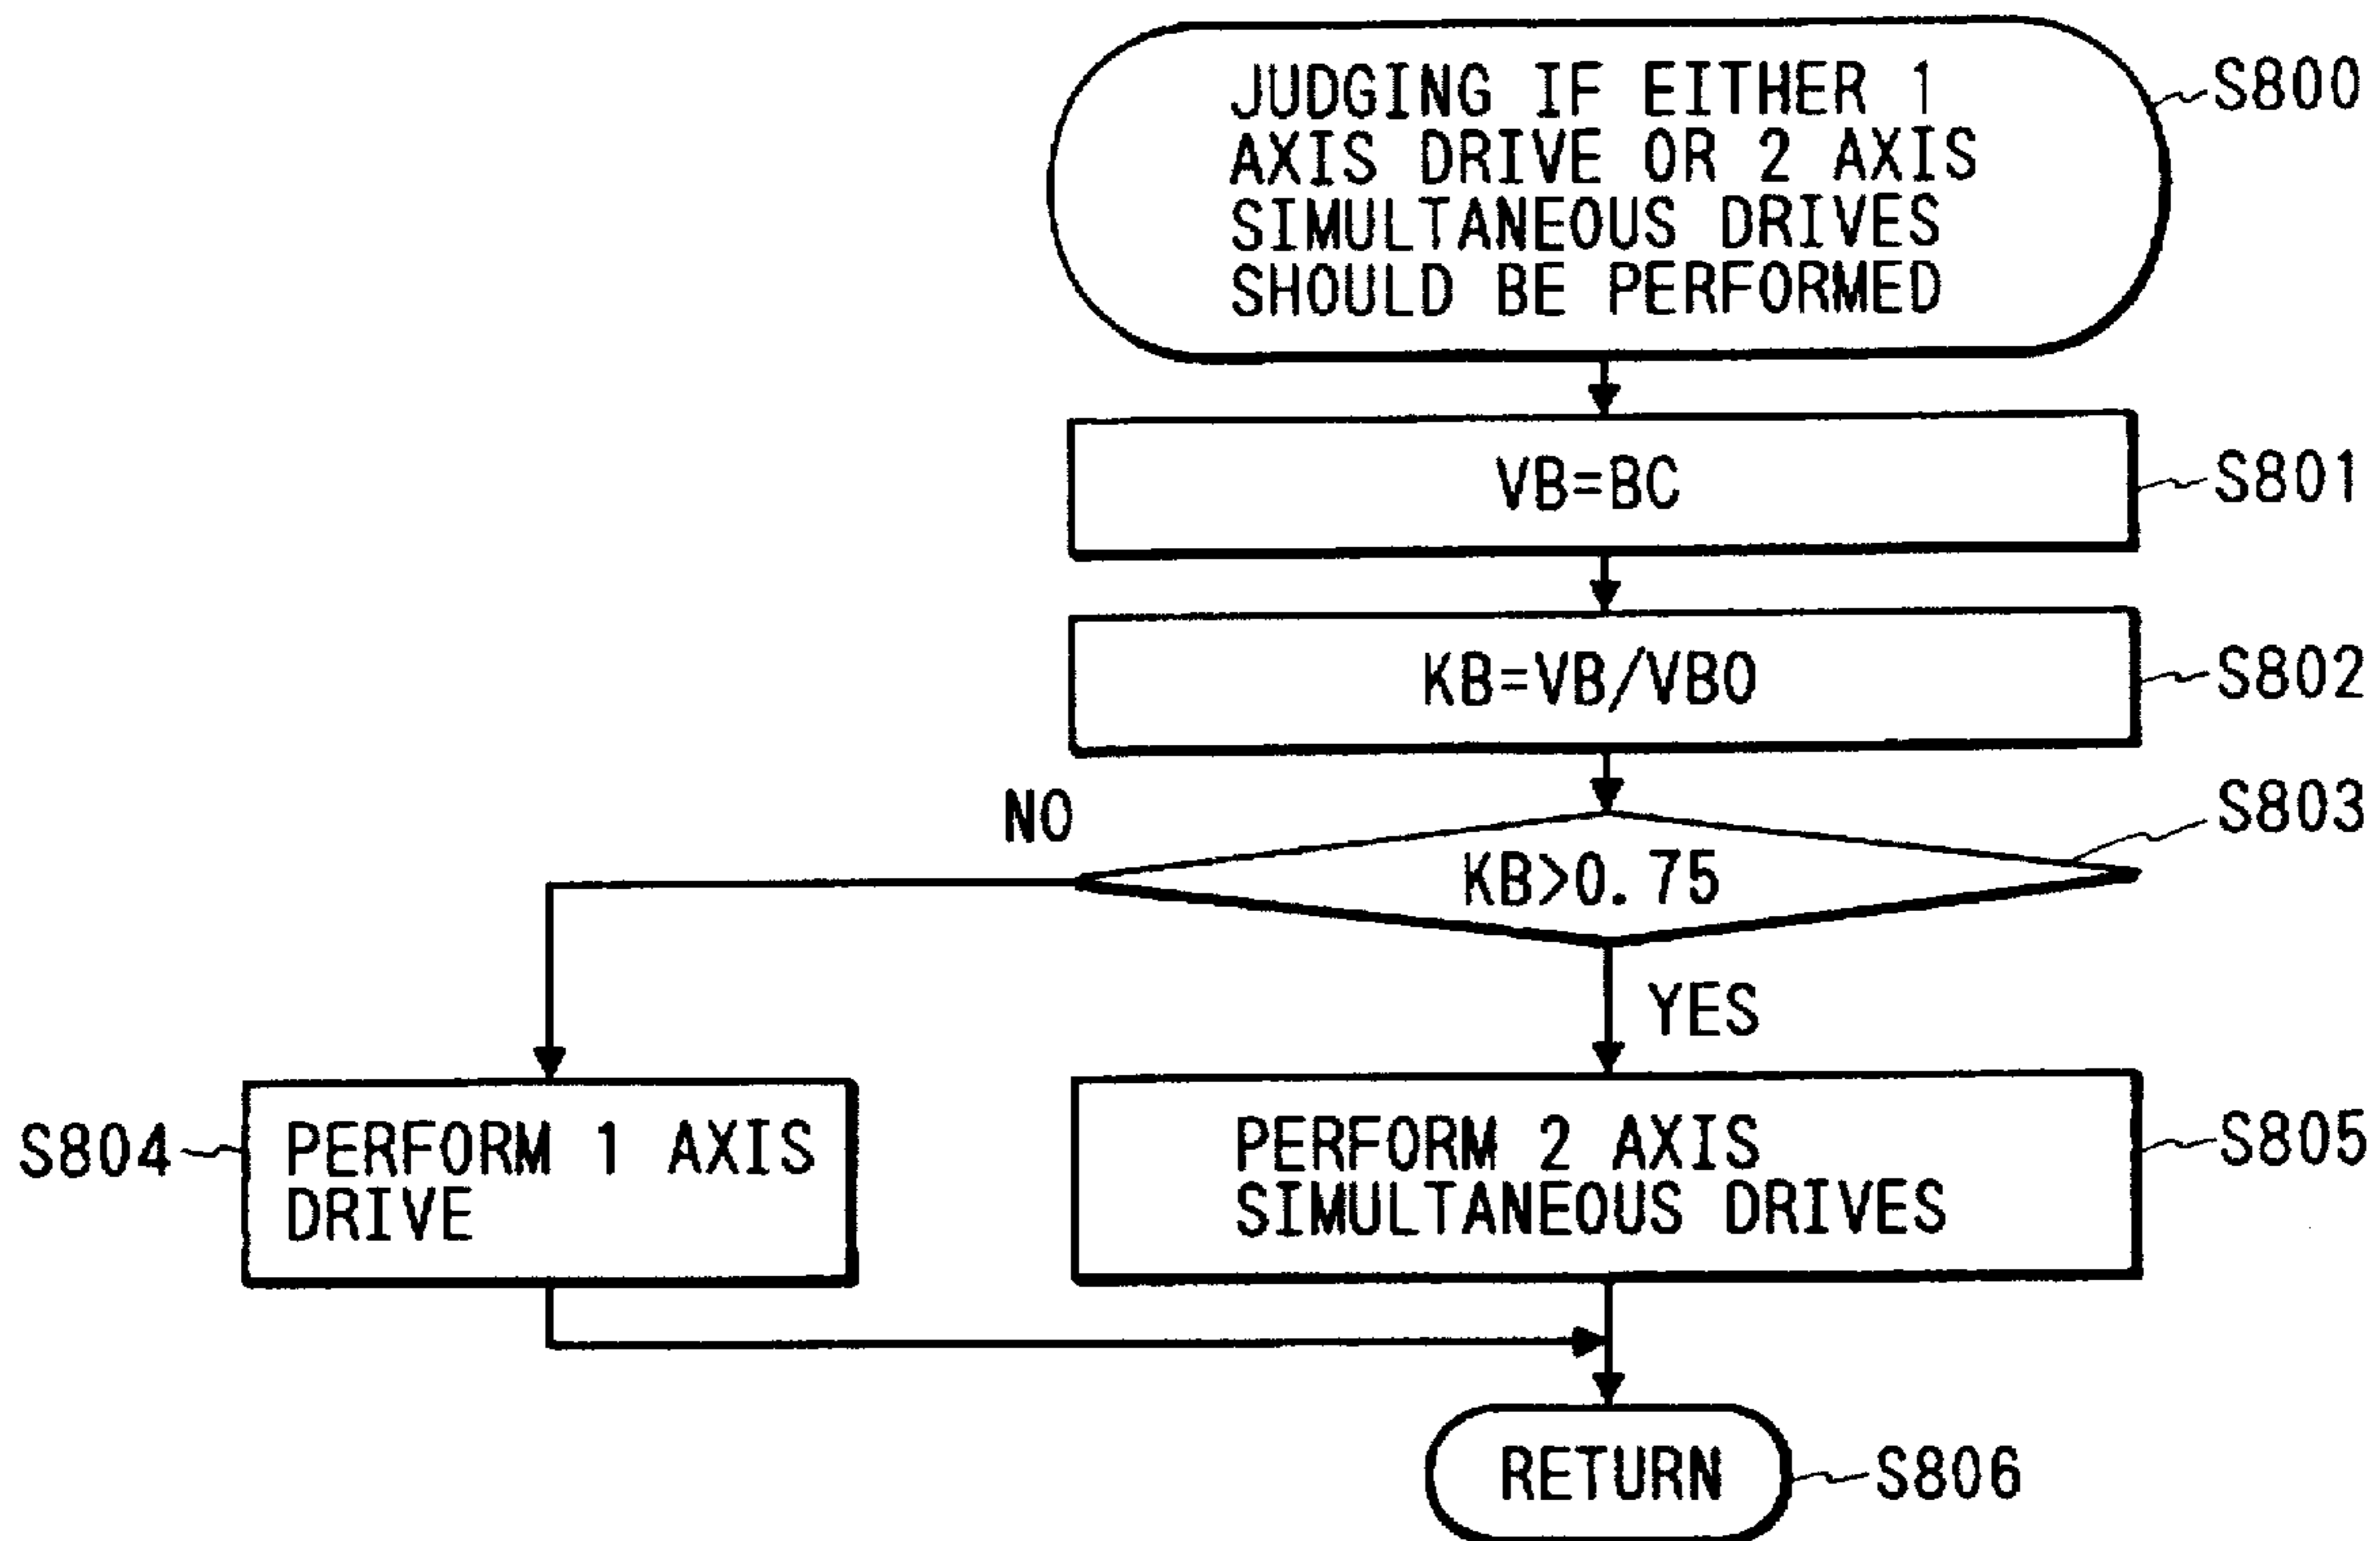 JUDGING IF EITHER 1
AXIS DRIVE OR 2 AXIS
SIMULTANEOUS DRIVES
SHOULD BE PERFORMED
S800
VB=BC
S801
KB=VB/VB0
S802
NO
KB>0.75
S803
YES
S804
PERFORM 1 AXIS
DRIVE
PERFORM 2 AXIS
SIMULTANEOUS DRIVES
S805
RETURN
S806